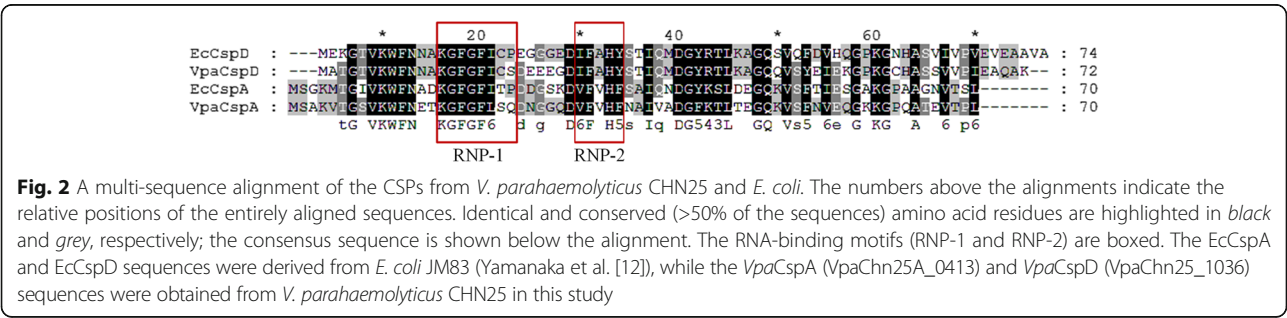 * 20 * 40 * 60 *
EcCspD : ---MEKGTVKWFNNAKGFGFICPEGGGEDIFAHYSTIQMDGYRTLKAGQSVQFDVHQGPKGNHASVIVPVEVEAAVA : 74
VpaCspD : ---MATGTVKWFNNAKGFGFICSDEEEGDIFAHYSTIQMDGYRTLKAGQQVSYEIEKGPKGCHASSVVPIEAQAK-- : 72
EcCspA : MSGKMTGIVKWFNADKGFGFITPDDGSKDVFVHFSAIQNDGYKSLDEGQKVSFTIESGAKGPAAGNVTSL------- : 70
VpaCspA : MSAKVTGSVKWFNETKGFGFLSQDNGGQDVFVHFNAIVADGFKTLTEGQKVSFNVEQGKKGPQATEVTPL------- : 70
tG VKWFN KGFGF6 d g D6F H5s Iq DG543L GQ Vs5 6e G KG A 6 p6
RNP-1 RNP-2
Fig. 2 A multi-sequence alignment of the CSPs from V. parahaemolyticus CHN25 and E. coli. The numbers above the alignments indicate the
relative positions of the entirely aligned sequences. Identical and conserved (>50% of the sequences) amino acid residues are highlighted in black
and grey, respectively; the consensus sequence is shown below the alignment. The RNA-binding motifs (RNP-1 and RNP-2) are boxed. The EcCspA
and EcCspD sequences were derived from E. coli JM83 (Yamanaka et al. [12]), while the VpaCspA (VpaChn25A_0413) and VpaCspD (VpaChn25_1036)
sequences were obtained from V. parahaemolyticus CHN25 in this study